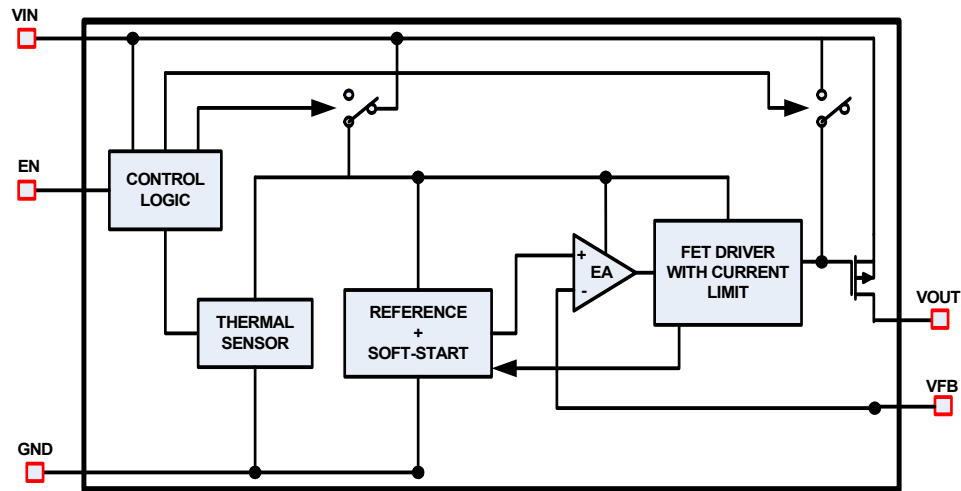 VIN
EN
CONTROL
LOGIC
+
EA
-
FET DRIVER
WITH CURRENT
LIMIT
THERMAL
SENSOR
REFERENCE
+
SOFT-START
VOUT
VFB
GND